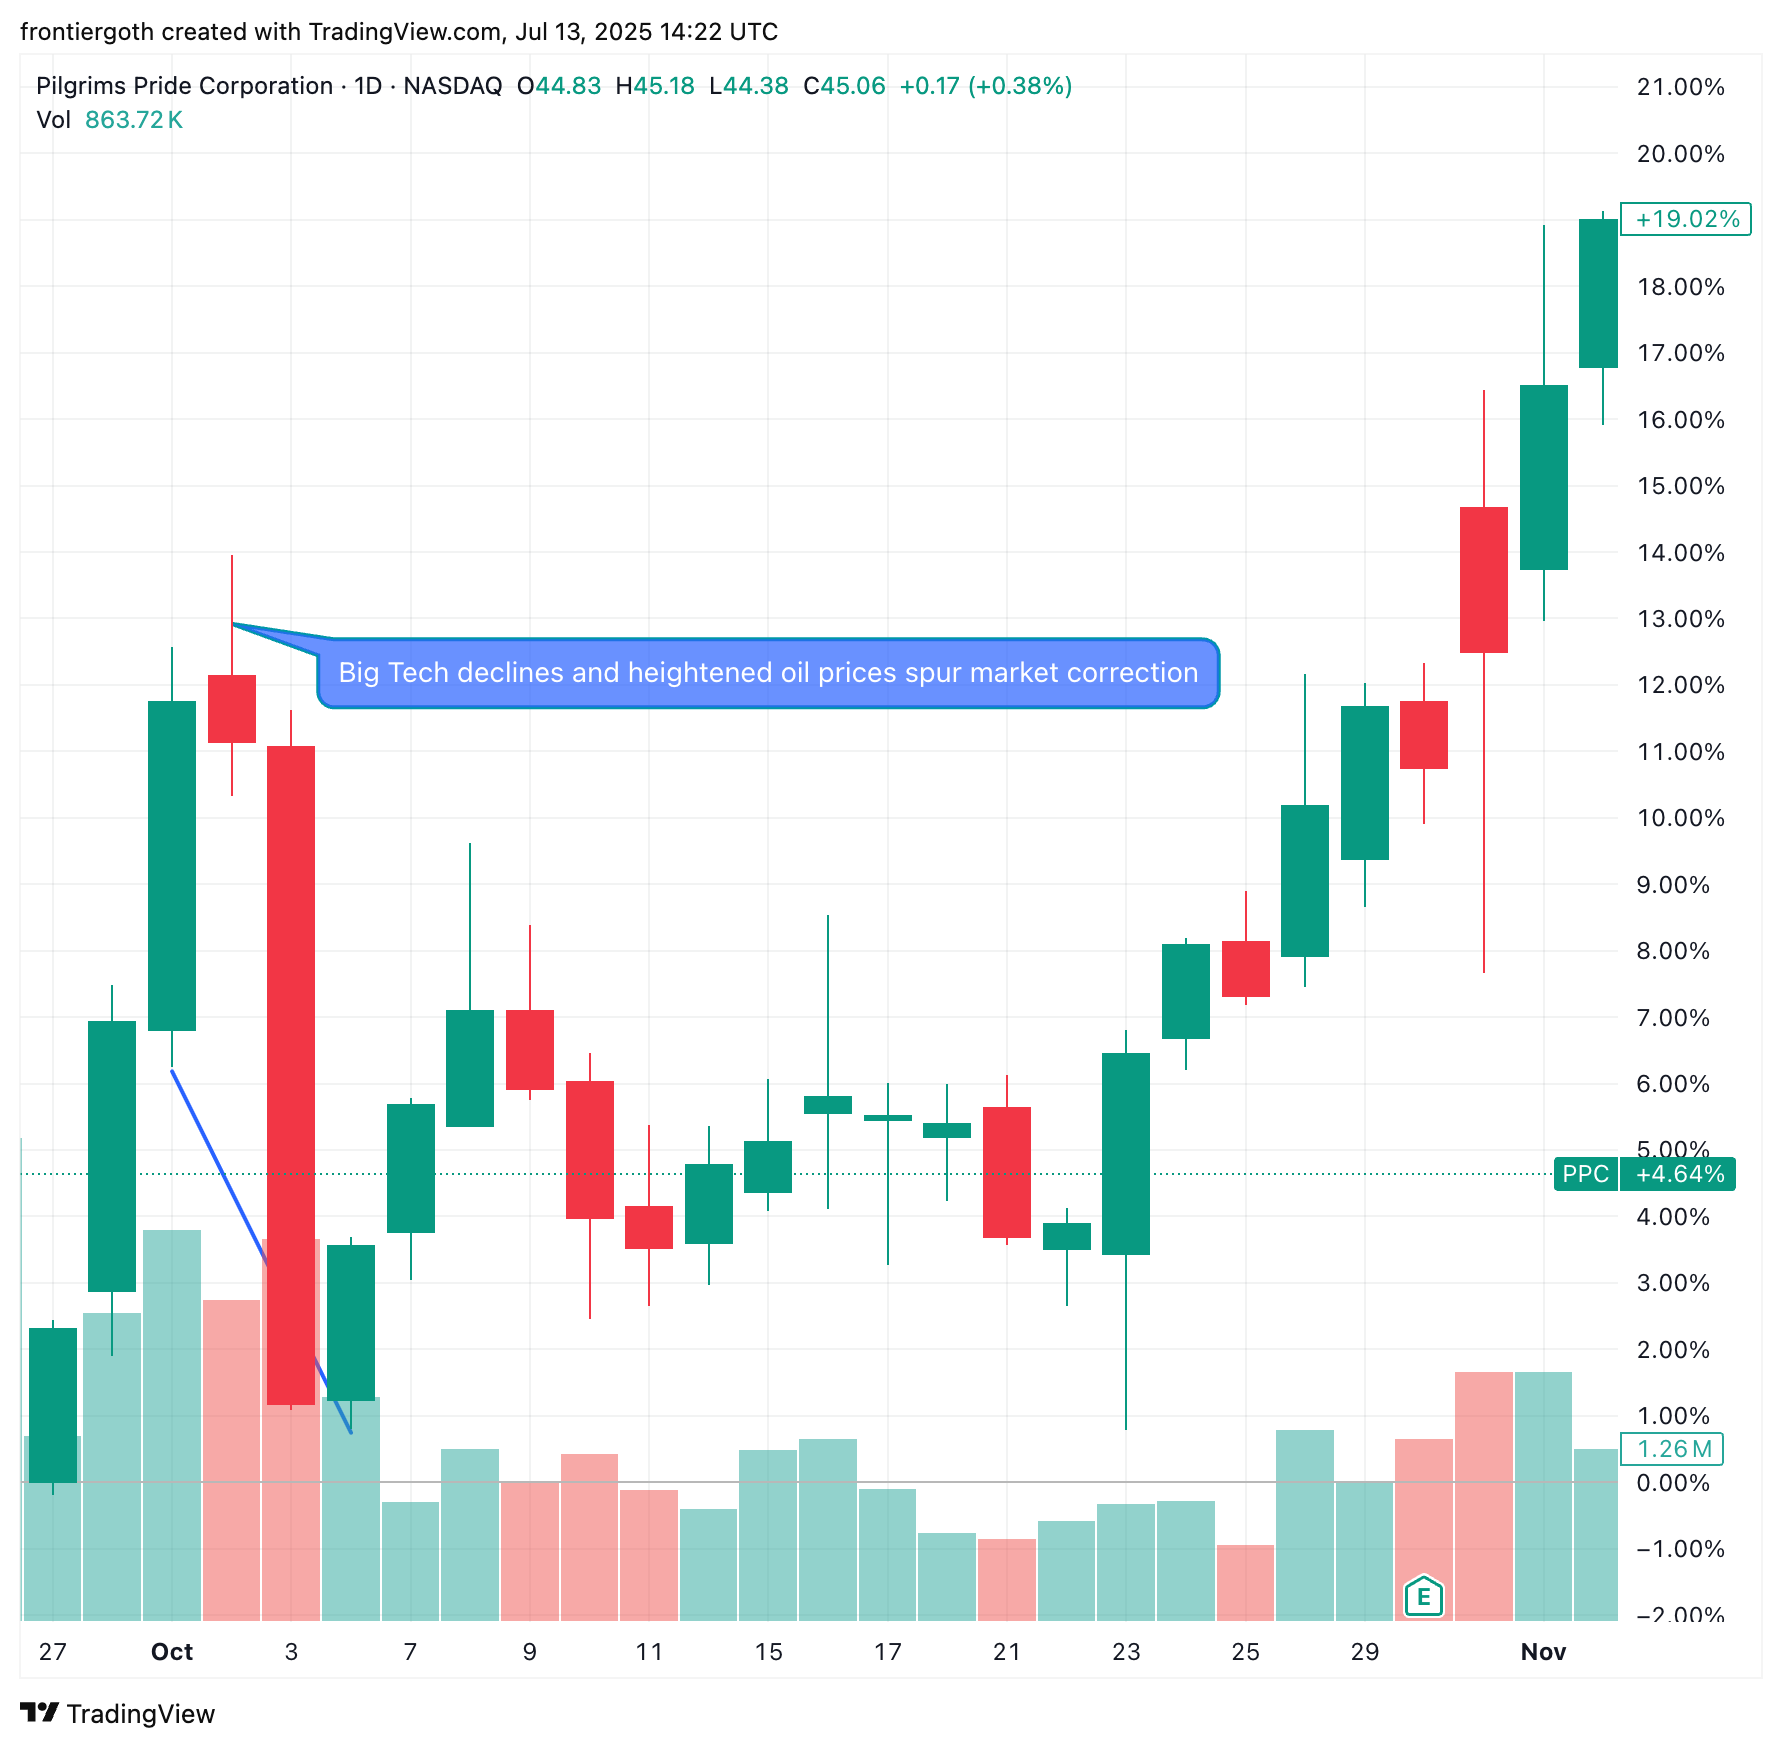 frontiergoth created with TradingView.com, Jul 13, 2025 14:22 UTC
Pilgrims Pride Corporation · 1D · NASDAQ O44.83 H45.18 L44.38 C45.06 +0.17 (+0.38%)
Vol 863.72 K
21.00%
20.00%
+19.02%
18.00%
17.00%
16.00%
15.00%
14.00%
13.00%
Big Tech declines and heightened oil prices spur market correction
12.00%
11.00%
10.00%
9.00%
8.00%
7.00%
6.00%
5.00%
PPC +4.64%
4.00%
3.00%
2.00%
1.00%
1.26 M
0.00%
−1.00%
E
−2.00%
27 Oct 3 7 9 11 15 17 21 23 25 29 Nov
TradingView